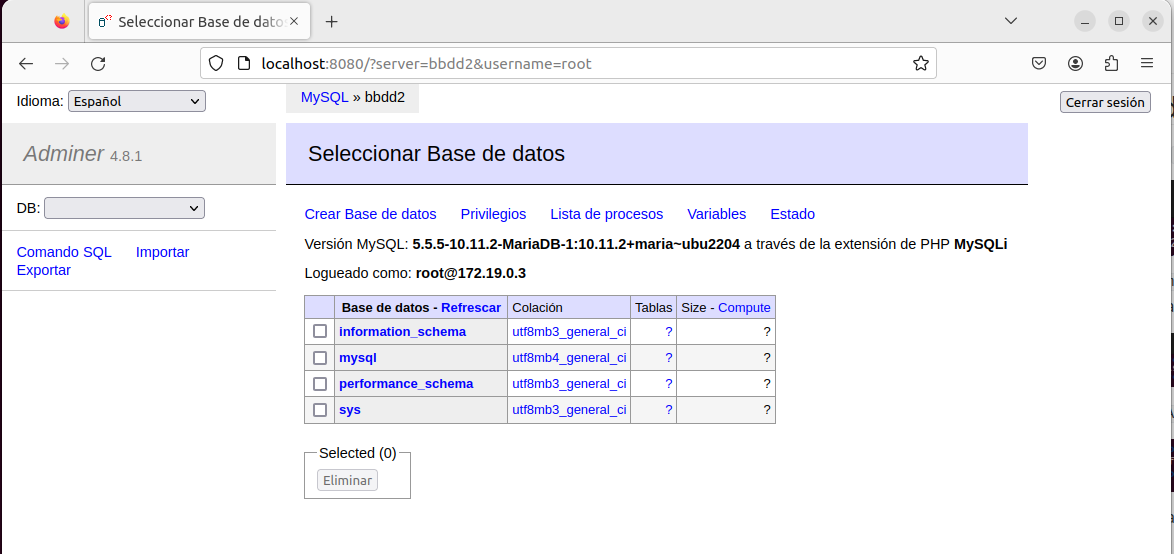 Seleccionar Base de datos
localhost:8080/?server=bbdd2&username=root
Idioma: Español
MySQL » bbdd2
Cerrar sesión
Adminer 4.8.1
Seleccionar Base de datos
DB:
Crear Base de datos Privilegios Lista de procesos Variables Estado
Comando SQL Importar
Exportar
Versión MySQL: 5.5.5-10.11.2-MariaDB-1:10.11.2+maria~ubu2204 a través de la extensión de PHP MySQLi
Logueado como: root@172.19.0.3
Base de datos - Refrescar Colación Tablas Size - Compute
information_schema utf8mb3_general_ci ? ?
mysql utf8mb4_general_ci ? ?
performance_schema utf8mb3_general_ci ? ?
sys utf8mb3_general_ci ? ?
Selected (0)
Eliminar